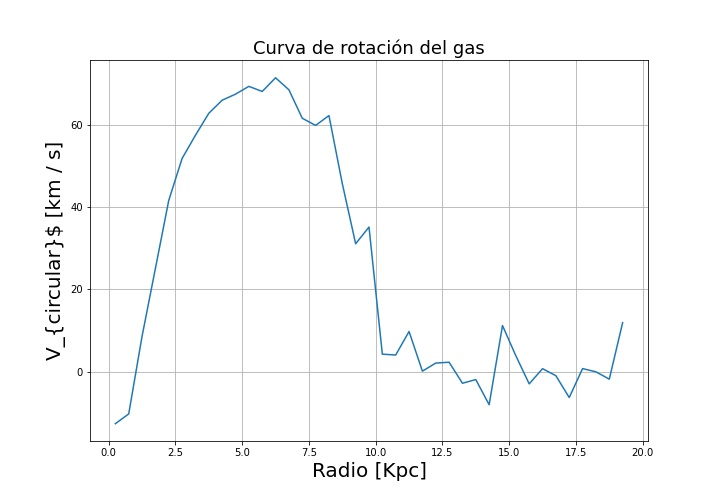 Curva de rotación del gas
V_{circular}$ [km / s]
60
40
20
0
0.0 2.5 5.0 7.5 10.0 12.5 15.0 17.5 20.0
Radio [Kpc]